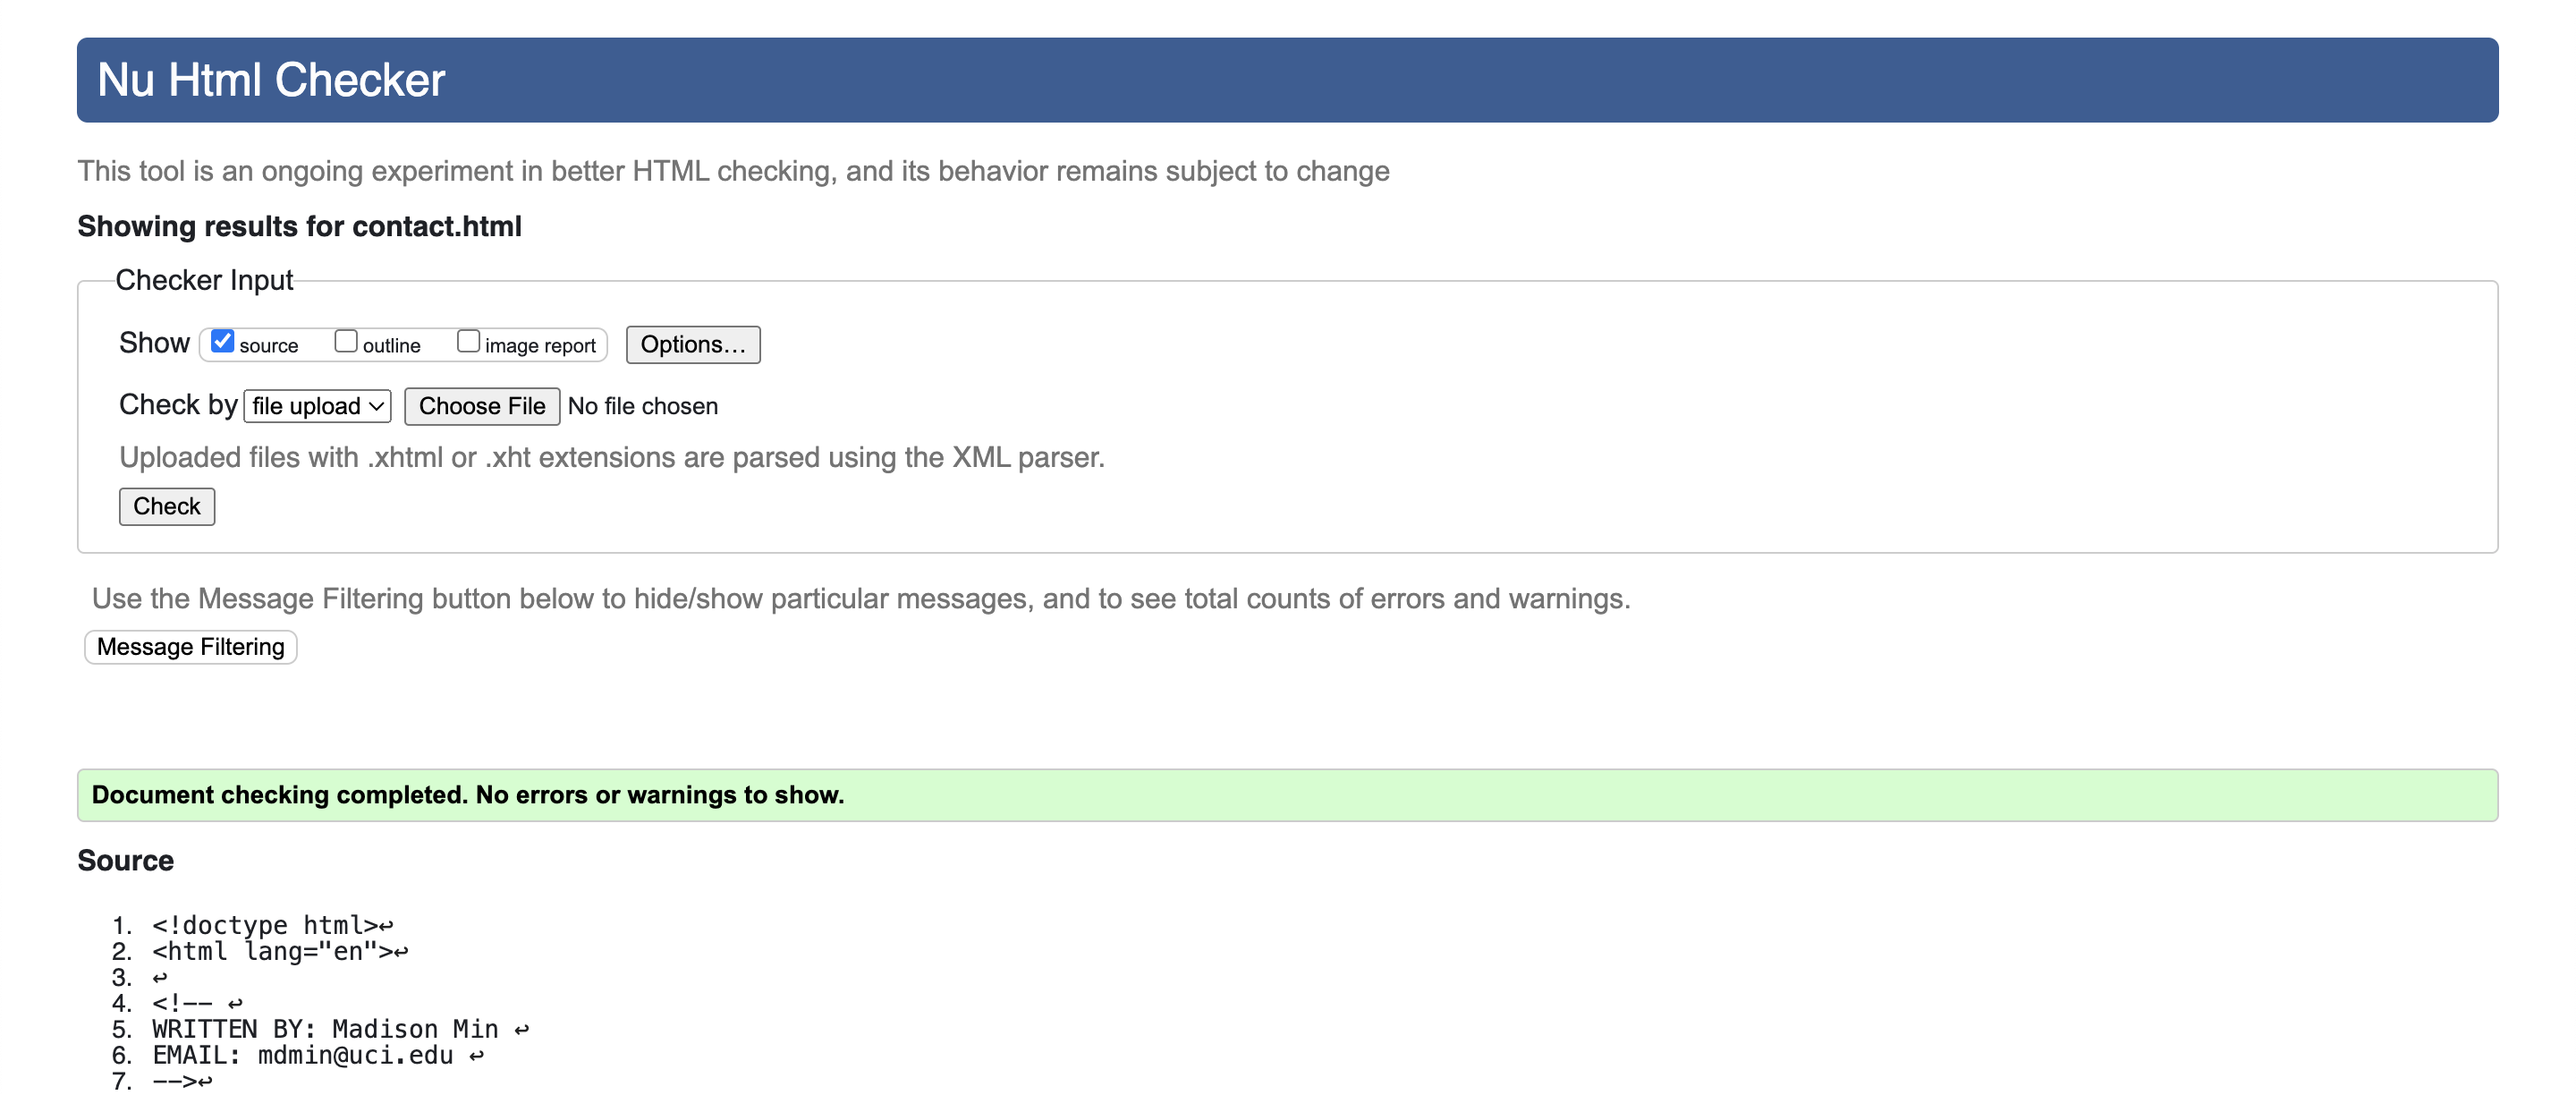 Nu Html Checker
This tool is an ongoing experiment in better HTML checking, and its behavior remains subject to change
Showing results for contact.html
Checker Input
Show source outline image report Options...
Check by file upload Choose File No file chosen
Uploaded files with .xhtml or .xht extensions are parsed using the XML parser.
Check
Use the Message Filtering button below to hide/show particular messages, and to see total counts of errors and warnings.
Message Filtering
Document checking completed. No errors or warnings to show.
Source
1. <!doctype html>↩
2. <html lang="en">↩
3. ↩
4. <!-- ↩
5. WRITTEN BY: Madison Min ↩
6. EMAIL: mdmin@uci.edu ↩
7. -->↩